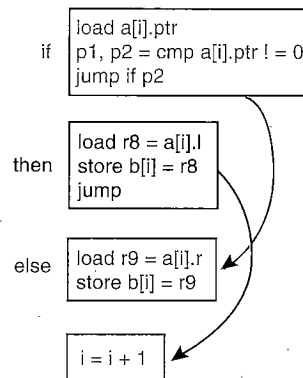 load a[i].ptr
if
p1, p2 = cmp a[i].ptr ! = 0
jump if p2
load r8 = a[i].l
then
store b[i] = r8
jump
load r9 = a[i].r
else
store b[i] = r9
i = i + 1